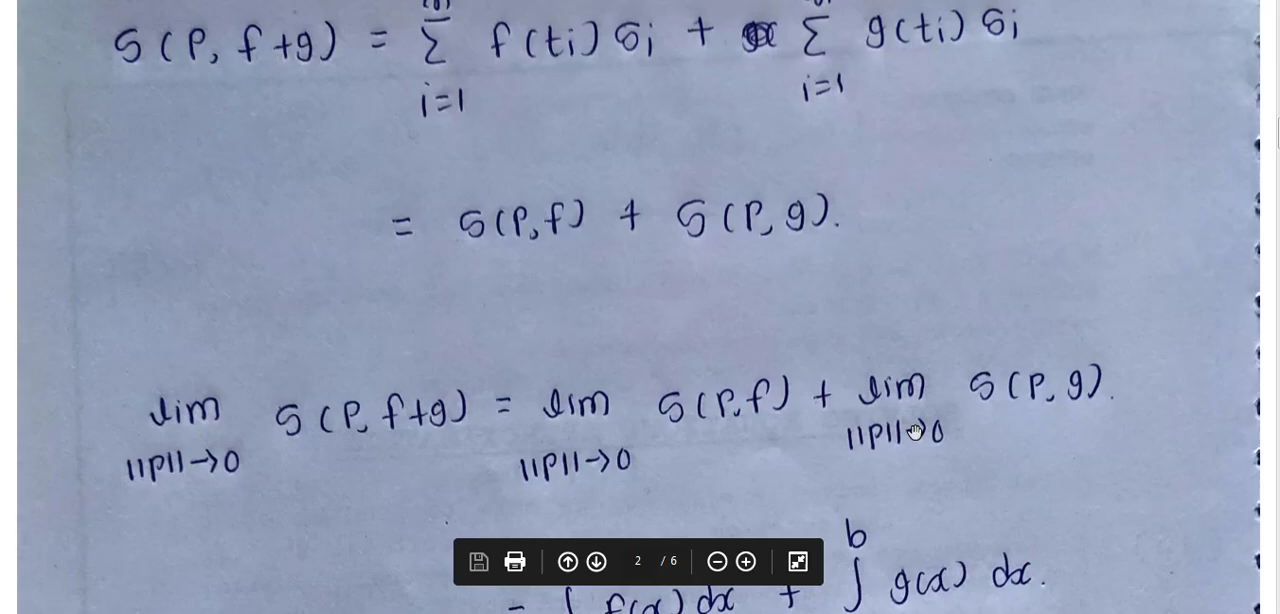 S(P, f+g) = Σ f(ti) δi + Σ g(ti) δi
i=1 i=1
= S(P,f) + S(P,g).
lim S(P, f+g) = lim S(P,f) + lim S(P,g).
||P||→0 ||P||→0 ||P||→0
b
= ∫ f(x) dx + ∫ g(x) dx.
2 / 6